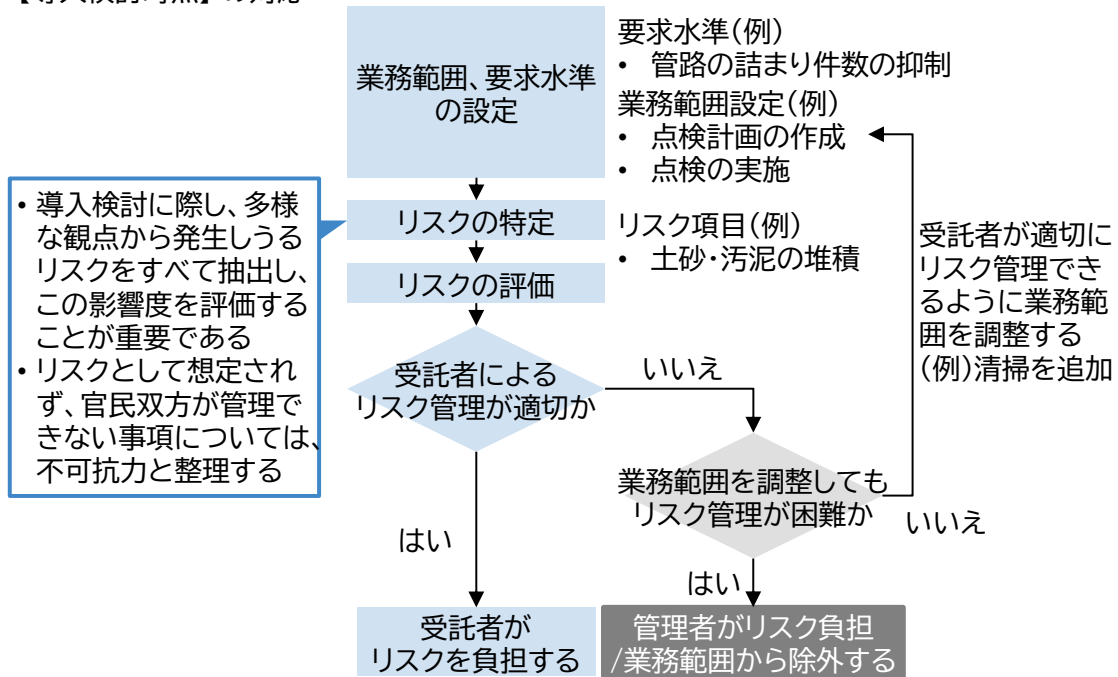 【導入検討時点】の対応
業務範囲、要求水準
の設定
要求水準(例)
• 管路の詰まり件数の抑制
業務範囲設定(例)
• 点検計画の作成
• 点検の実施
• 導入検討に際し、多様
な観点から発生しうる
リスクをすべて抽出し、
この影響度を評価する
ことが重要である
• リスクとして想定され
ず、官民双方が管理で
きない事項については、
不可抗力と整理する
リスクの特定
リスク項目(例)
• 土砂・汚泥の堆積
リスクの評価
受託者が適切に
リスク管理でき
るように業務範
囲を調整する
(例)清掃を追加
受託者による
リスク管理が適切か
いいえ
業務範囲を調整しても
リスク管理が困難か
いいえ
はい
はい
受託者が
リスクを負担する
管理者がリスク負担
/業務範囲から除外する